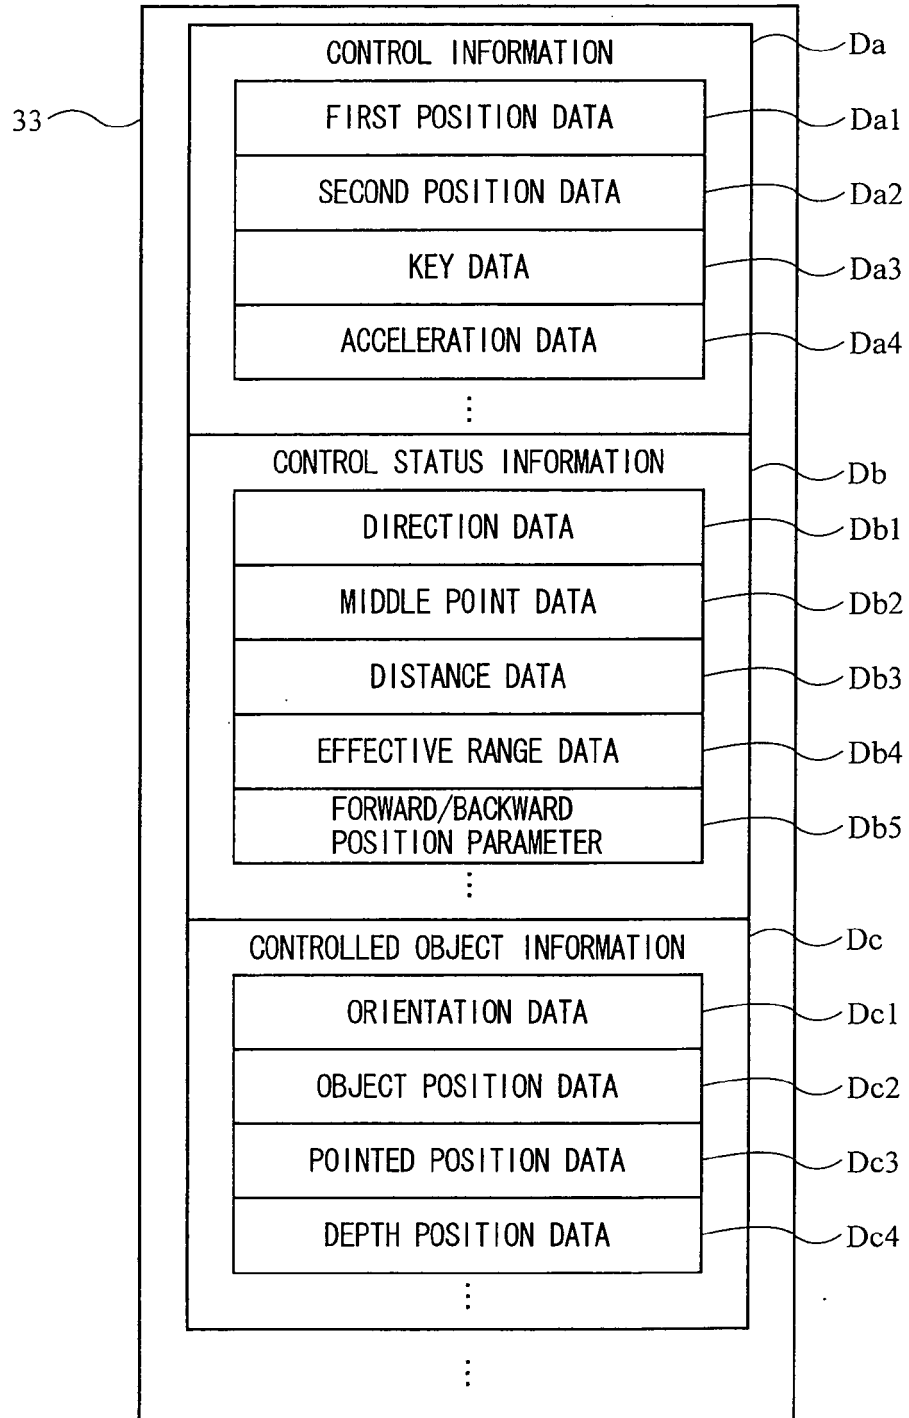 CONTROL INFORMATION Da
33
FIRST POSITION DATA Da1
SECOND POSITION DATA Da2
KEY DATA Da3
ACCELERATION DATA Da4
⋮
CONTROL STATUS INFORMATION Db
DIRECTION DATA Db1
MIDDLE POINT DATA Db2
DISTANCE DATA Db3
EFFECTIVE RANGE DATA Db4
FORWARD/BACKWARD
POSITION PARAMETER Db5
⋮
CONTROLLED OBJECT INFORMATION Dc
ORIENTATION DATA Dc1
OBJECT POSITION DATA Dc2
POINTED POSITION DATA Dc3
DEPTH POSITION DATA Dc4
⋮
⋮